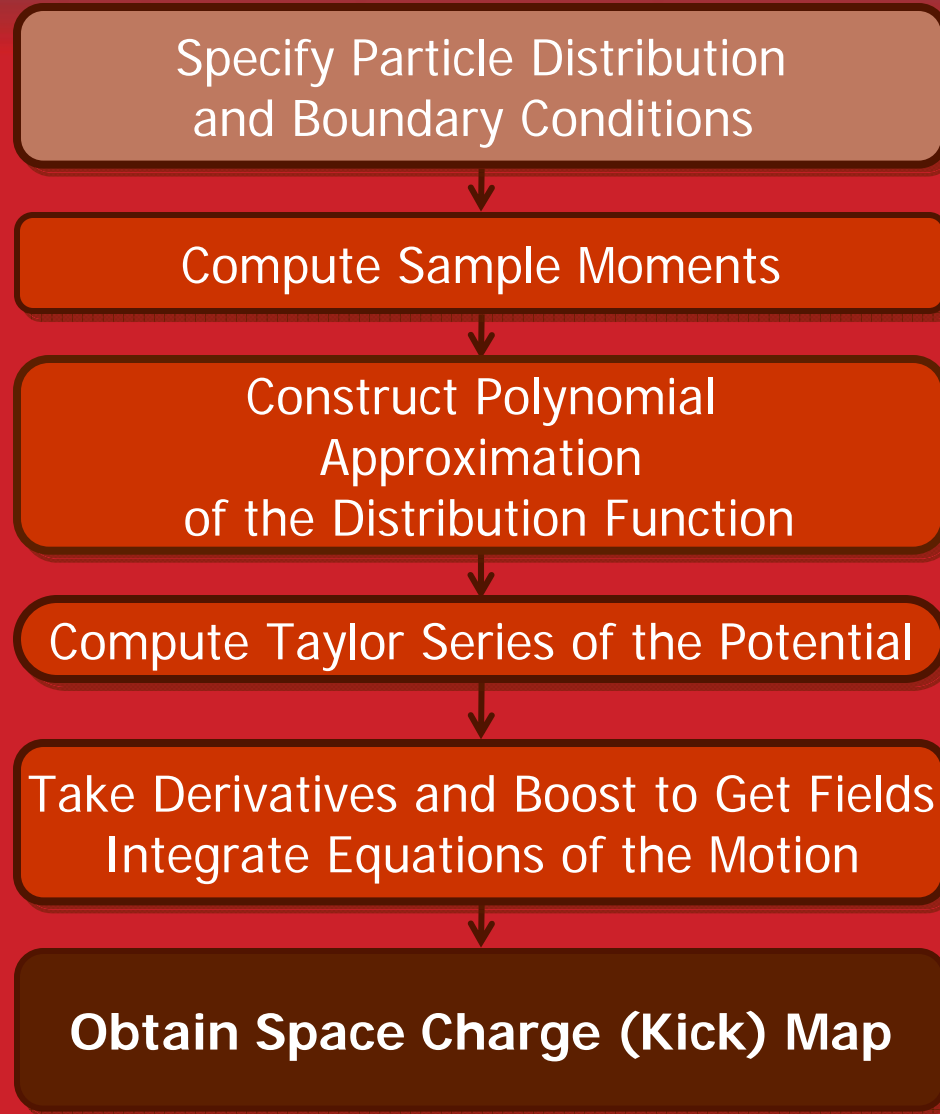 Specify Particle Distribution
and Boundary Conditions
Compute Sample Moments
Construct Polynomial
Approximation
of the Distribution Function
Compute Taylor Series of the Potential
Take Derivatives and Boost to Get Fields
Integrate Equations of the Motion
Obtain Space Charge (Kick) Map